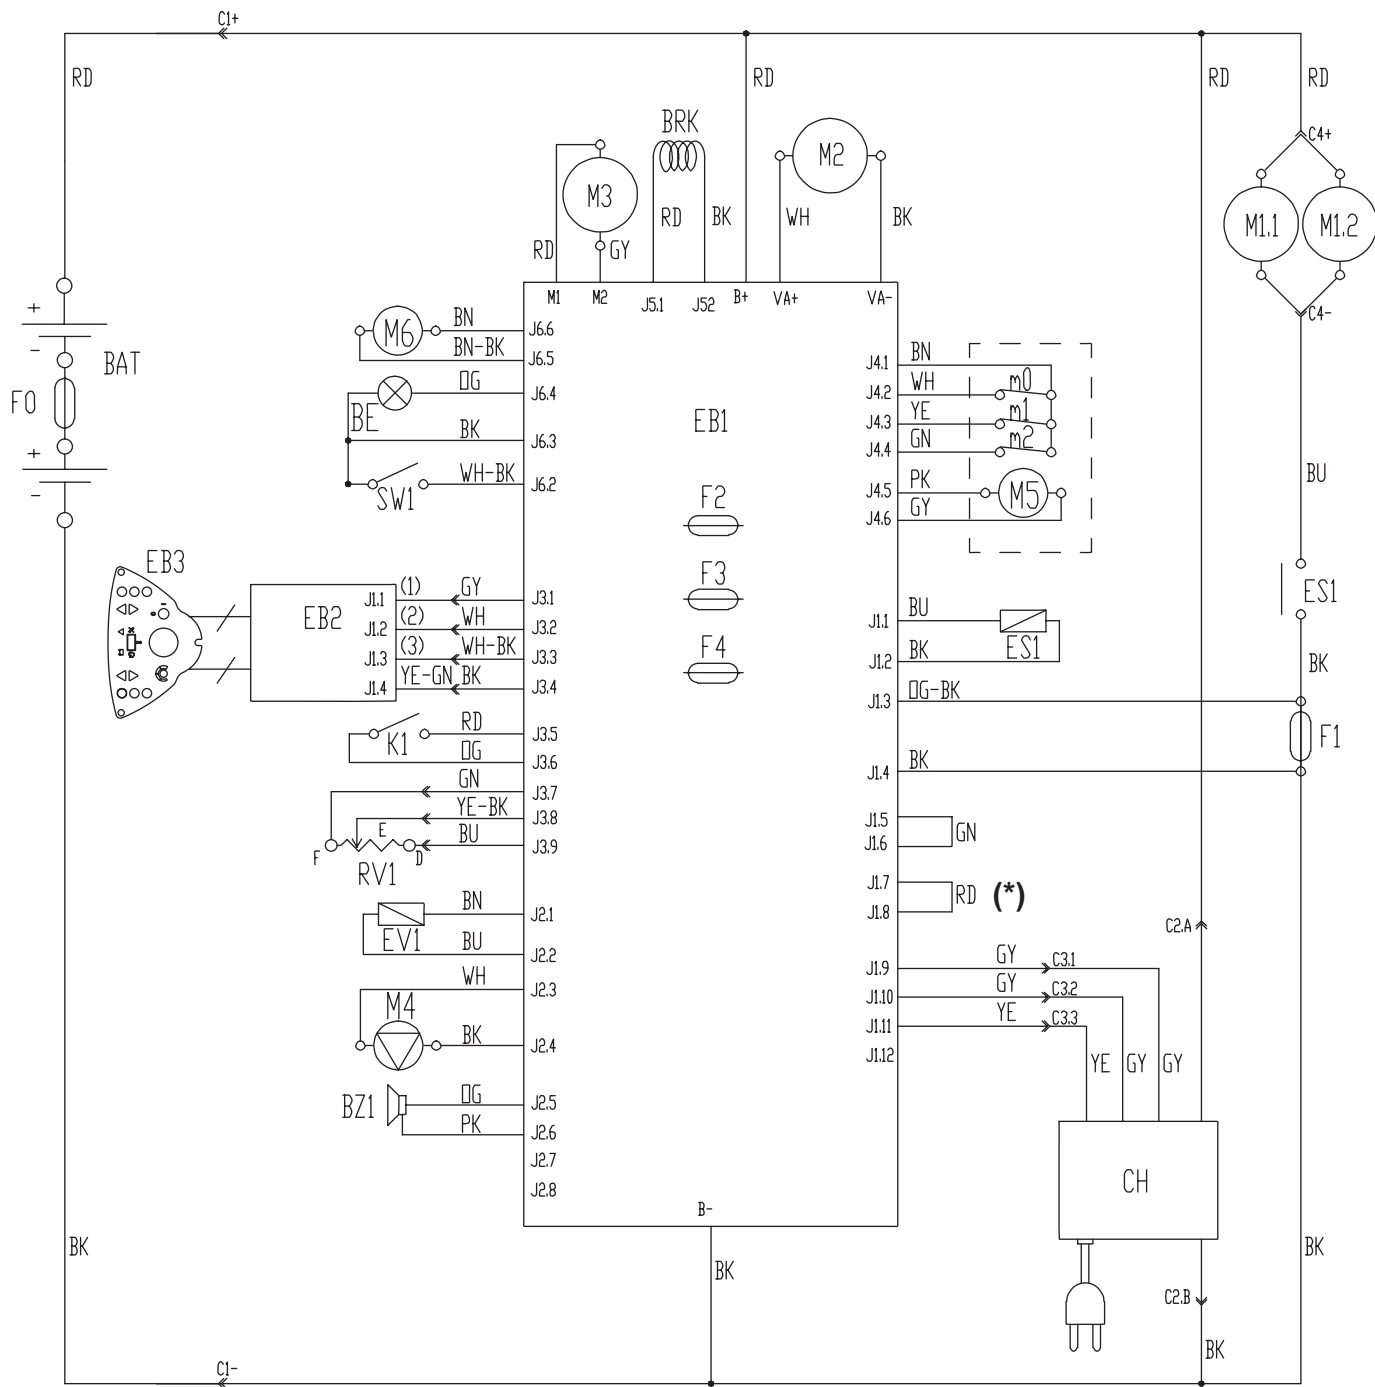 C1+
RD
RD
RD
RD
BRK
C4+
M2
M3
M1.1
M1.2
RD
BK
WH
BK
RD
GY
M1
M2
J5.1
J52
B+
VA+
VA-
C4-
+
-
BAT
F0
+
-
M6
BN
J6.6
BN-BK
J6.5
OG
J6.4
BE
BK
J6.3
WH-BK
J6.2
SW1
EB1
F2
F3
F4
J4.1
BN
J4.2
WH
m0
J4.3
YE
m1
J4.4
GN
m2
J4.5
PK
M5
J4.6
GY
BU
ES1
BK
EB3
EB2
J1.1
(1)
GY
J3.1
J1.2
(2)
WH
J3.2
J1.3
(3)
WH-BK
J3.3
J1.4
YE-GN
BK
J3.4
J1.1
BU
ES1
J1.2
BK
J1.3
OG-BK
F1
J1.4
BK
K1
RD
J3.5
OG
J3.6
GN
J3.7
YE-BK
J3.8
E
BU
J3.9
F
D
RV1
J1.5
GN
J1.6
J1.7
RD
(*)
J1.8
BN
J2.1
EV1
BU
J2.2
WH
J2.3
M4
BK
J2.4
BZ1
OG
J2.5
PK
J2.6
J2.7
J2.8
C2.A
J1.9
GY
C3.1
J1.10
GY
C3.2
J1.11
YE
C3.3
J1.12
YE
GY
GY
CH
B-
BK
BK
BK
C2.B
BK
C1-